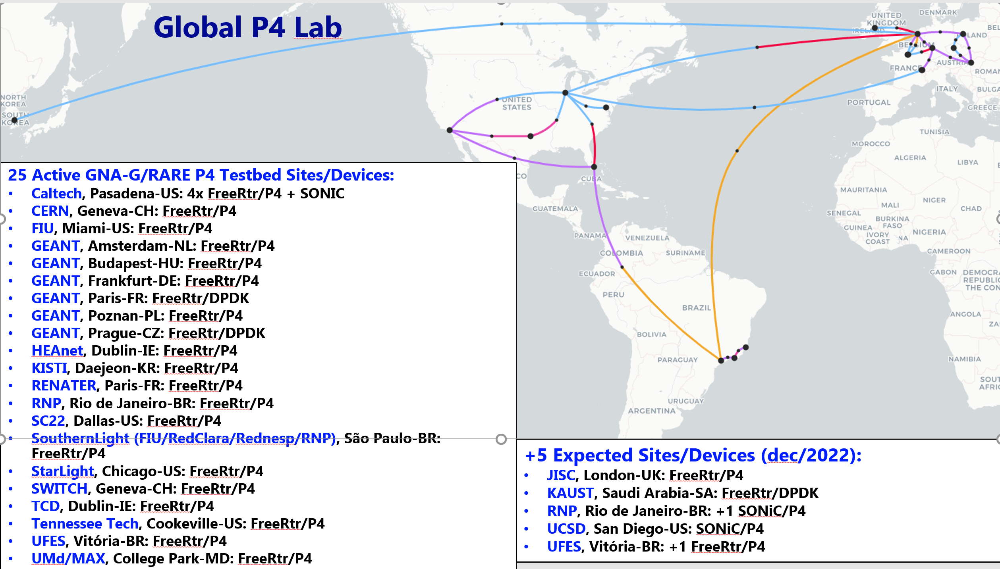 Global P4 Lab
DENMARK
UNITED
KINGDOM
IRELAND
BELGIUM
FRANCE
AUSTRIA
ITALY
PORTUGAL
TUNISIA
MOROCCO
ALGERIA
LIBYA
NORTH
KOREA
SOUTH
KOREA
UNITED
STATES
CUBA
GUATEMALA
PANAMA
VENEZUELA
COLOMBIA
SURINAME
ECUADOR
PERU
BRAZIL
BOLIVIA
PARAGUAY
URUGUAY
ARGENTINA
MAURITANIA
MALI
NIGER
CHAD
SENEGAL
BURKINA
FASO
GUINEA
IVORY
COAST
NIGERIA
CAMEROON
GABON
ANGOLA
NAMIBIA
GREECE
25 Active GNA-G/RARE P4 Testbed Sites/Devices:
• Caltech, Pasadena-US: 4x FreeRtr/P4 + SONIC
• CERN, Geneva-CH: FreeRtr/P4
• FIU, Miami-US: FreeRtr/P4
• GEANT, Amsterdam-NL: FreeRtr/P4
• GEANT, Budapest-HU: FreeRtr/P4
• GEANT, Frankfurt-DE: FreeRtr/P4
• GEANT, Paris-FR: FreeRtr/DPDK
• GEANT, Poznan-PL: FreeRtr/P4
• GEANT, Prague-CZ: FreeRtr/DPDK
• HEAnet, Dublin-IE: FreeRtr/P4
• KISTI, Daejeon-KR: FreeRtr/P4
• RENATER, Paris-FR: FreeRtr/P4
• RNP, Rio de Janeiro-BR: FreeRtr/P4
• SC22, Dallas-US: FreeRtr/P4
• SouthernLight (FIU/RedClara/Rednesp/RNP), São Paulo-BR:
FreeRtr/P4
• StarLight, Chicago-US: FreeRtr/P4
• SWITCH, Geneva-CH: FreeRtr/P4
• TCD, Dublin-IE: FreeRtr/P4
• Tennessee Tech, Cookeville-US: FreeRtr/P4
• UFES, Vitória-BR: FreeRtr/P4
• UMd/MAX, College Park-MD: FreeRtr/P4
+5 Expected Sites/Devices (dec/2022):
• JISC, London-UK: FreeRtr/P4
• KAUST, Saudi Arabia-SA: FreeRtr/DPDK
• RNP, Rio de Janeiro-BR: +1 SONiC/P4
• UCSD, San Diego-US: SONiC/P4
• UFES, Vitória-BR: +1 FreeRtr/P4